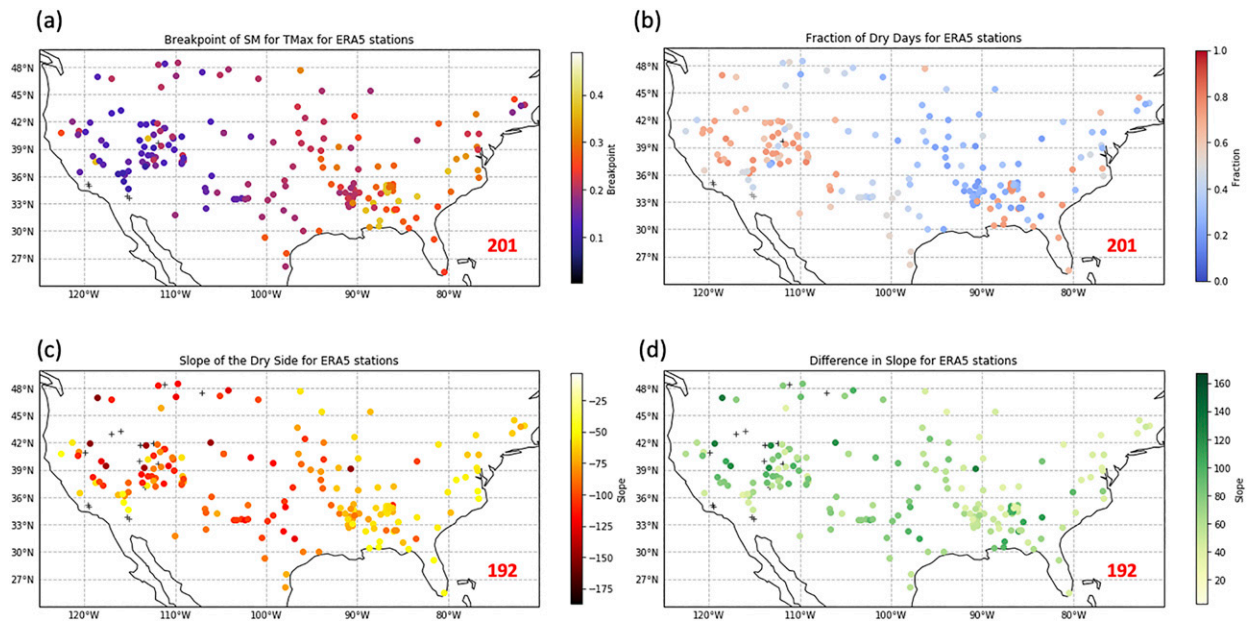 (a)
Breakpoint of SM for TMax for ERA5 stations
48°N
45°N
42°N
39°N
36°N
33°N
30°N
27°N
120°W 110°W 100°W 90°W 80°W
201
0.4
0.3
0.2
0.1
Breakpoint
(b)
Fraction of Dry Days for ERA5 stations
48°N
45°N
42°N
39°N
36°N
33°N
30°N
27°N
120°W 110°W 100°W 90°W 80°W
201
1.0
0.8
0.6
0.4
0.2
0.0
Fraction
(c)
Slope of the Dry Side for ERA5 stations
48°N
45°N
42°N
39°N
36°N
33°N
30°N
27°N
120°W 110°W 100°W 90°W 80°W
192
−25
−50
−75
−100
−125
−150
−175
Slope
(d)
Difference in Slope for ERA5 stations
48°N
45°N
42°N
39°N
36°N
33°N
30°N
27°N
120°W 110°W 100°W 90°W 80°W
192
160
140
120
100
80
60
40
20
Slope